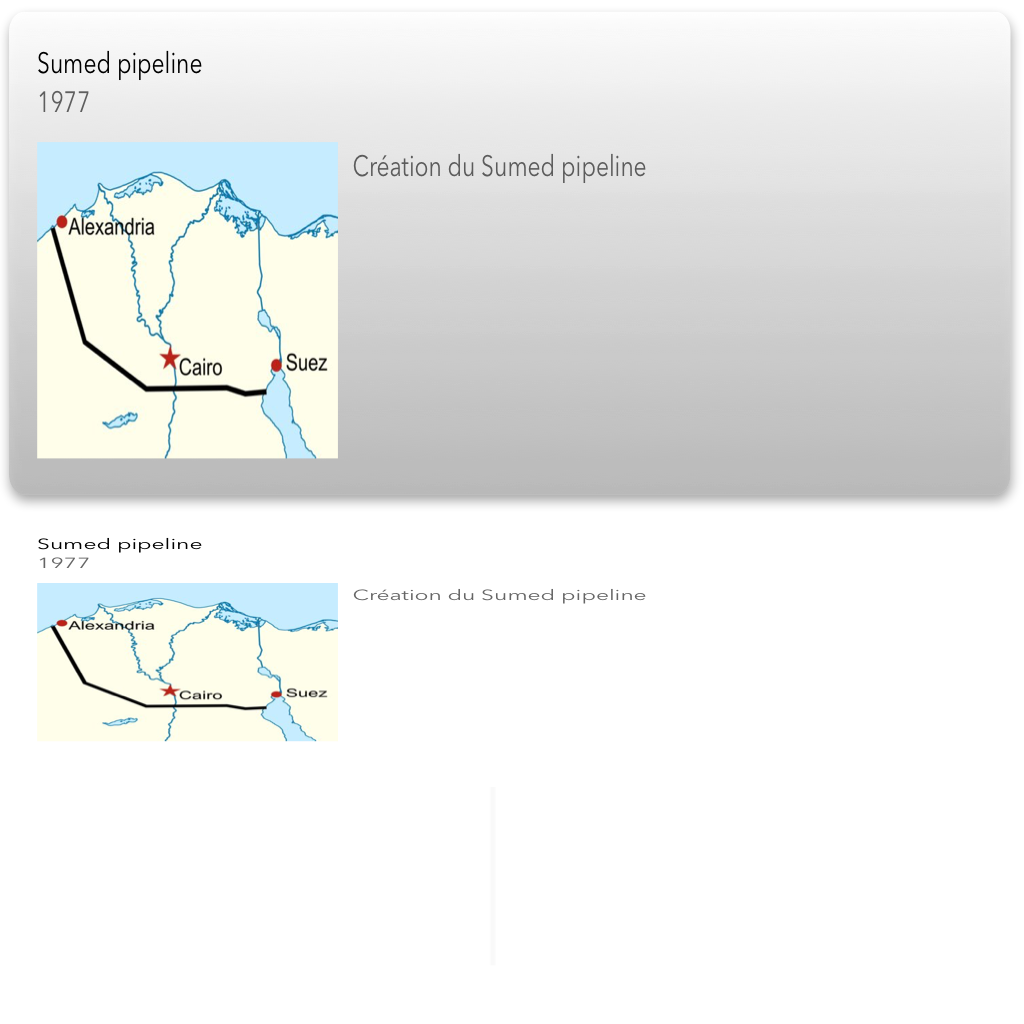 Sumed pipeline
1977
Création du Sumed pipeline
Alexandria
Cairo
Suez
Sumed pipeline
1977
Création du Sumed pipeline
Alexandria
Cairo
Suez